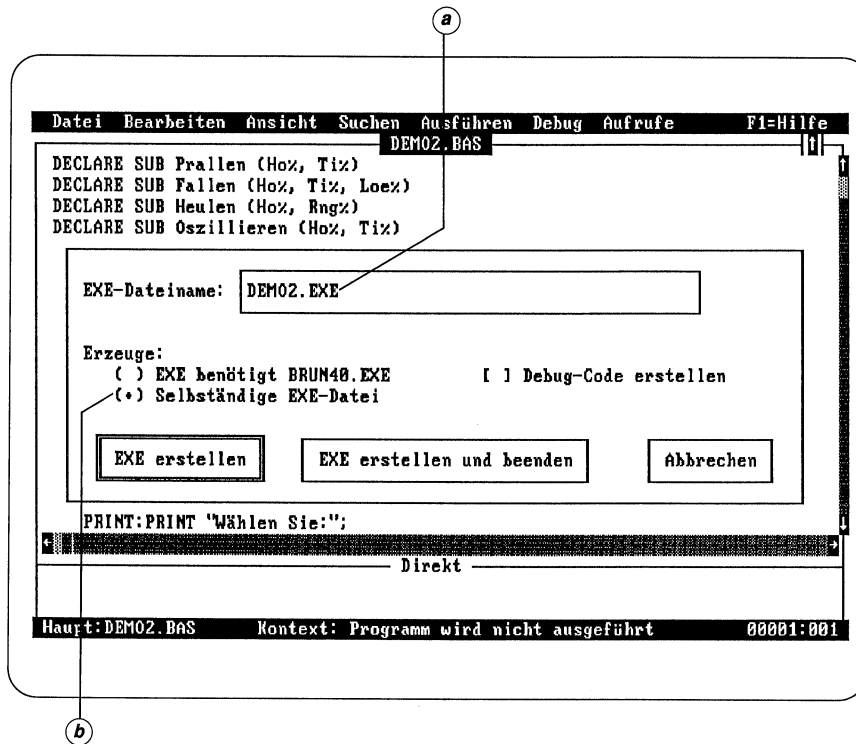 a
Datei Bearbeiten Ansicht Suchen Ausführen Debug Aufrufe F1=Hilfe
DEMO2.BAS
DECLARE SUB Prallen (Ho%, Ti%)
DECLARE SUB Fallen (Ho%, Ti%, Loe%)
DECLARE SUB Heulen (Ho%, Rng%)
DECLARE SUB Oszillieren (Ho%, Ti%)
EXE-Dateiname: DEMO2.EXE
Erzeuge:
( ) EXE benötigt BRUN40.EXE [ ] Debug-Code erstellen
(•) Selbständige EXE-Datei
EXE erstellen EXE erstellen und beenden Abbrechen
PRINT:PRINT "Wählen Sie:";
Direkt
Haupt:DEMO2.BAS Kontext: Programm wird nicht ausgeführt 00001:001
b